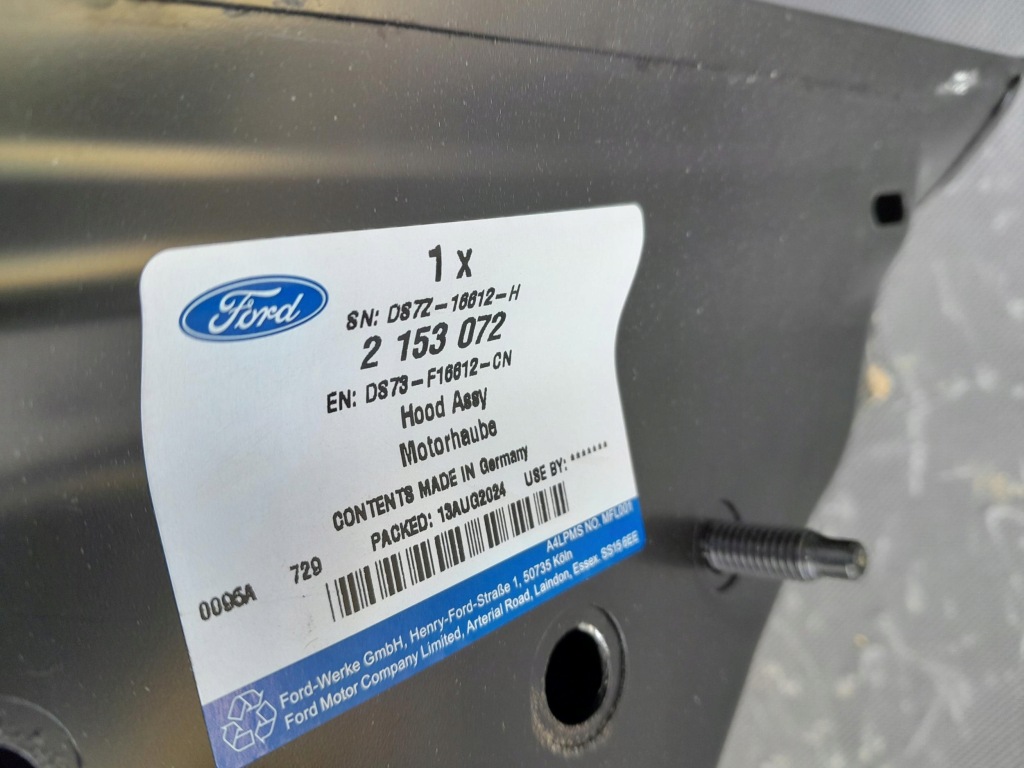 1 x
Ford
SN: DS7Z-16612-H
2 153 072
EN: DS73-F16612-CN
Hood Assy
Motorhaube
CONTENTS MADE IN Germany
PACKED: 13AUG2024 USE BY: *******
0095A 729
A4LPMS NO. MFL001
Ford-Werke GmbH, Henry-Ford-Straße 1, 50735 Köln
Ford Motor Company Limited, Arterial Road, Laindon, Essex. SS15 6EE